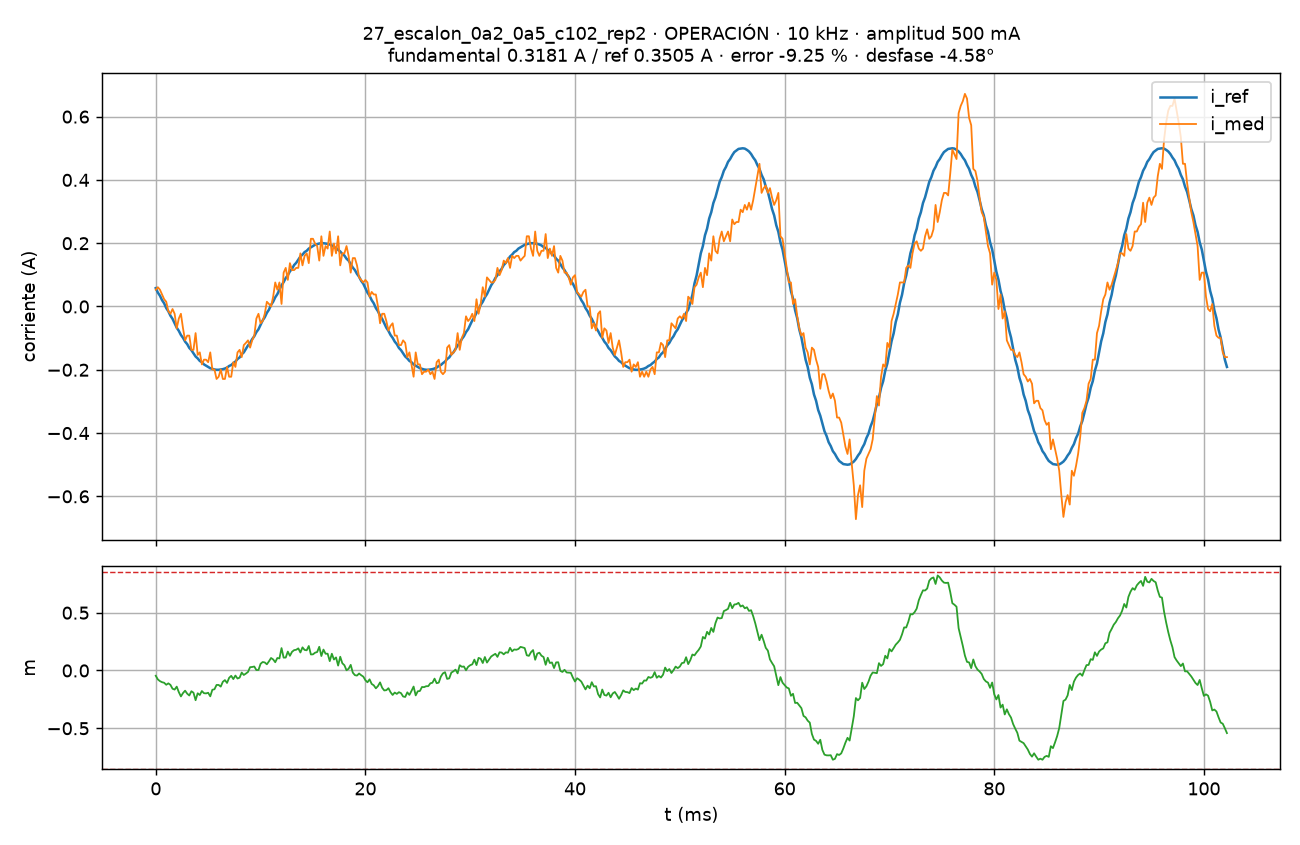 27_escalon_0a2_0a5_c102_rep2 · OPERACIÓN · 10 kHz · amplitud 500 mA
fundamental 0.3181 A / ref 0.3505 A · error -9.25 % · desfase -4.58°
i_ref
i_med
corriente (A)
0.6
0.4
0.2
0.0
−0.2
−0.4
−0.6
m
0.5
0.0
−0.5
0
20
40
60
80
100
t (ms)